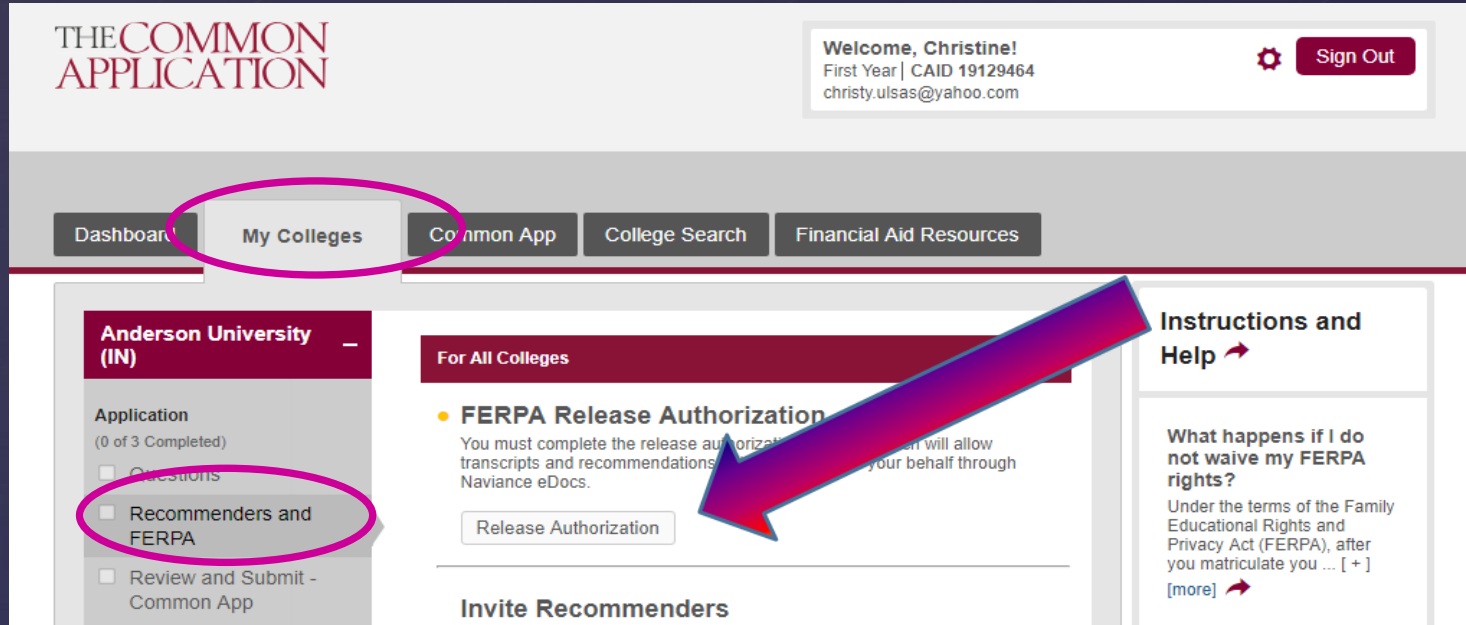 THE COMMON
APPLICATION
Welcome, Christine!
First Year | CAID 19129464
christy.ulsas@yahoo.com
Sign Out
Dashboard
My Colleges
Common App
College Search
Financial Aid Resources
Anderson University
(IN)
Application
(0 of 3 Completed)
Questions
Recommenders and
FERPA
Review and Submit -
Common App
For All Colleges
FERPA Release Authorization
You must complete the release will allow
transcripts and recommendations your behalf through
Naviance eDocs.
Release Authorization
Invite Recommenders
Instructions and
Help
What happens if I do
not waive my FERPA
rights?
Under the terms of the Family
Educational Rights and
Privacy Act (FERPA), after
you matriculate you ... [ + ]
[more]